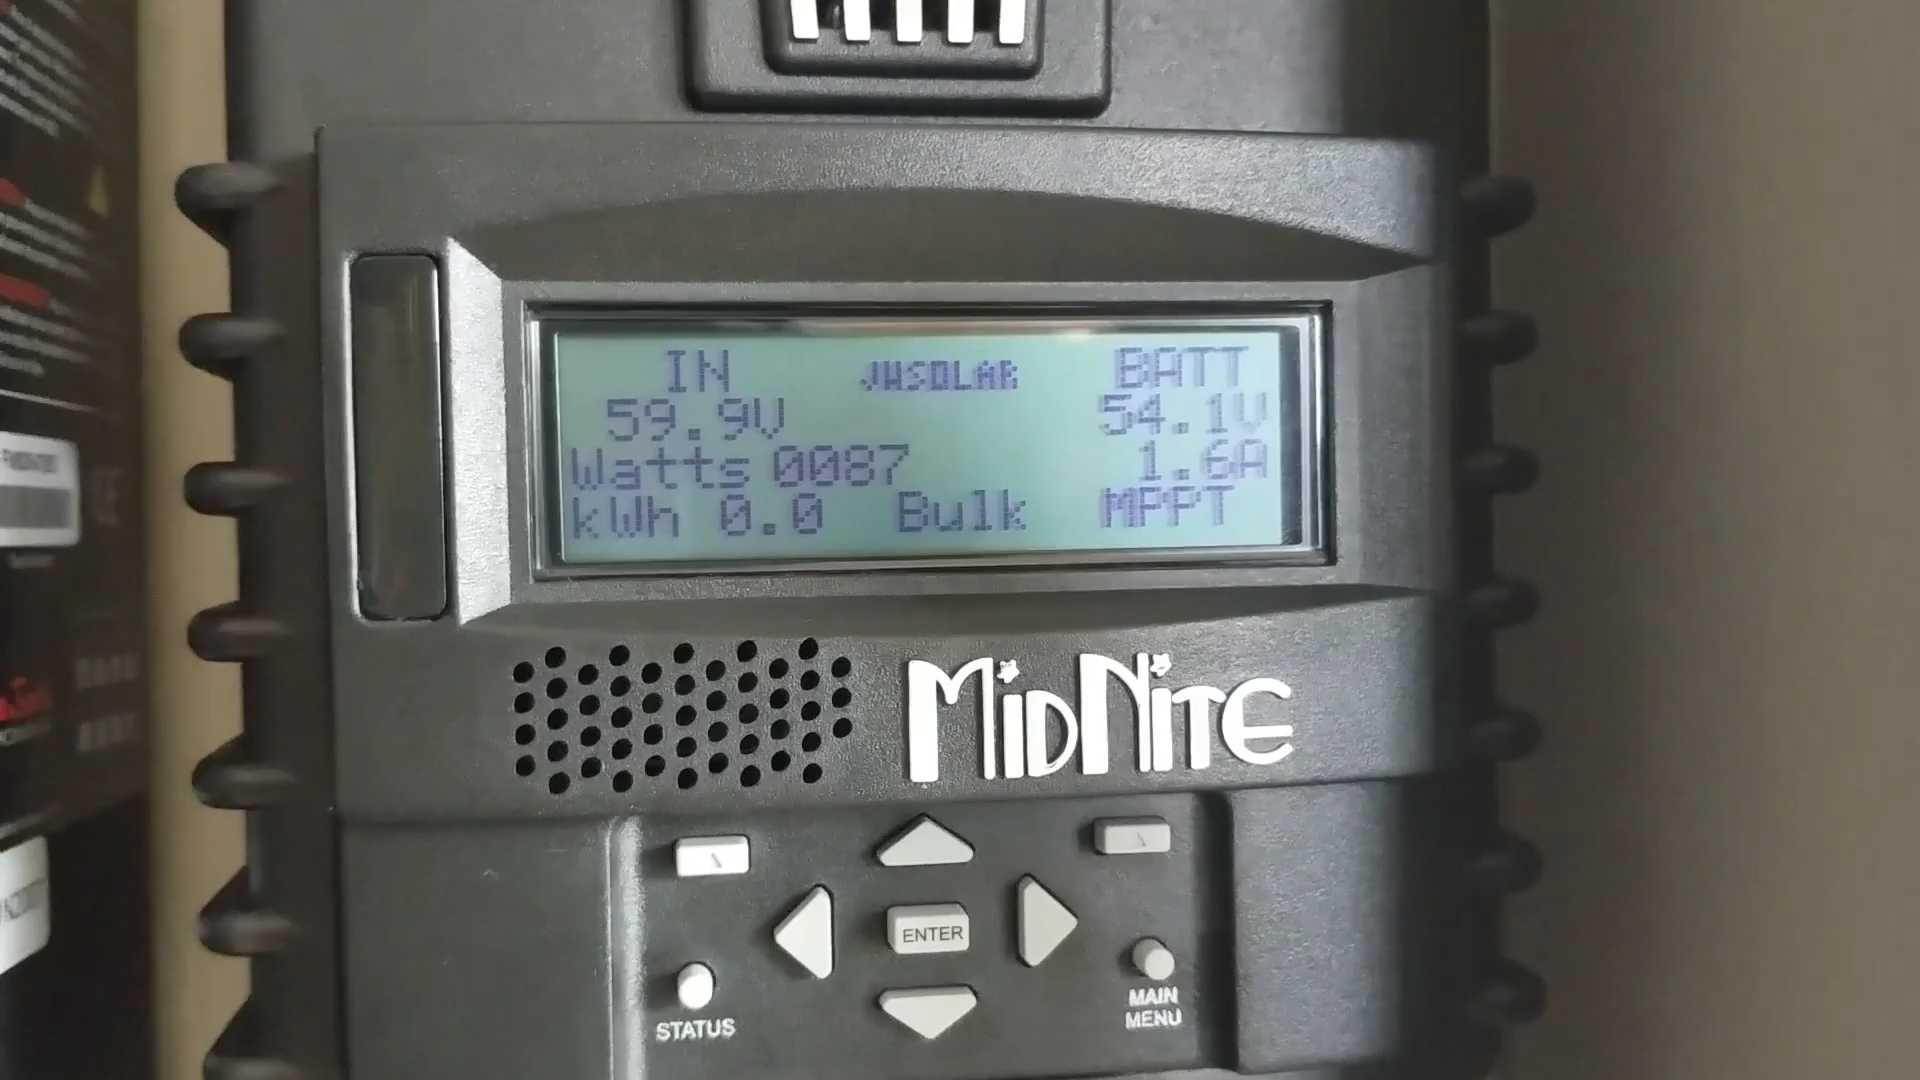 IN JWSOLAR BATT
59.9V 54.1V
Watts 0087 1.6A
kWh 0.0 Bulk MPPT
MIDNITE
ENTER
STATUS
MAIN
MENU